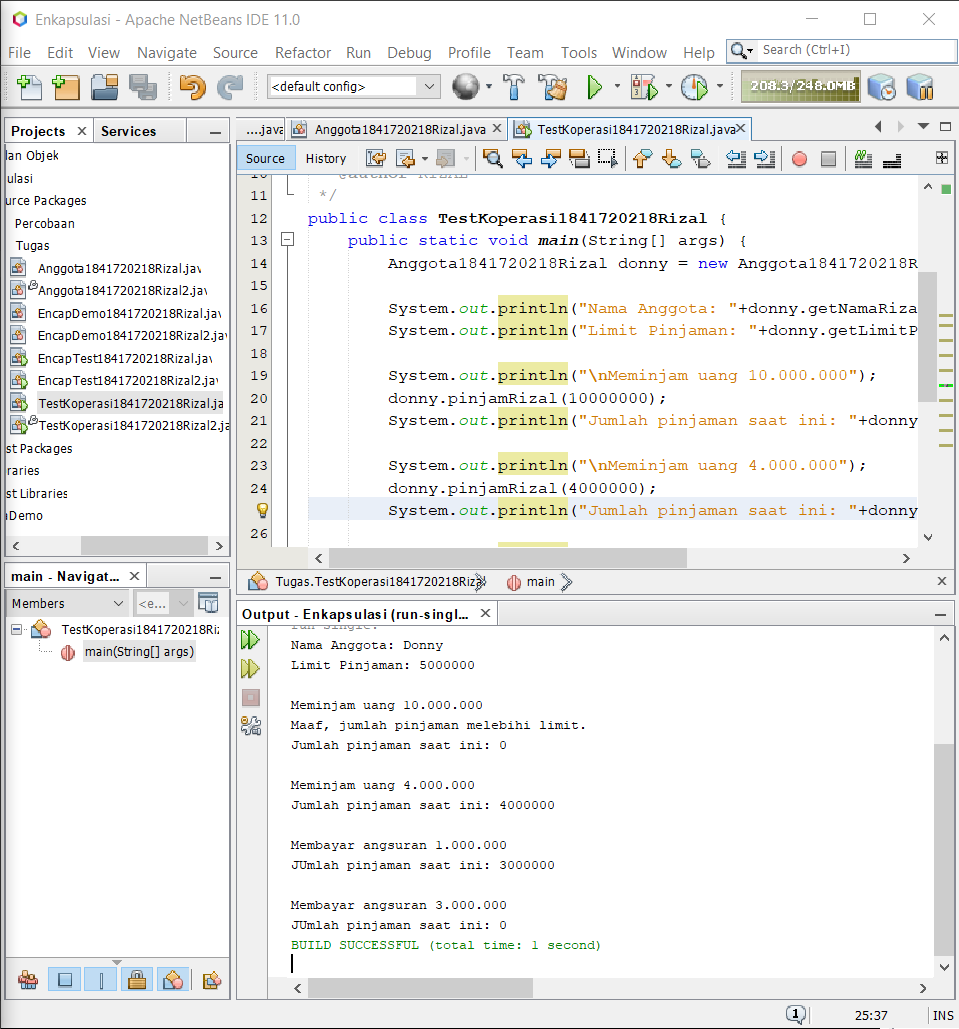 Enkapsulasi - Apache NetBeans IDE 11.0
File Edit View Navigate Source Refactor Run Debug Profile Team Tools Window Help Search (Ctrl+I)
<default config> 208.3/248.0MB
Projects Services
lan Objek
ulasi
urce Packages
Percobaan
Tugas
Anggota1841720218Rizal.jav
Anggota1841720218Rizal2.jav
EncapDemo1841720218Rizal.jav
EncapDemo1841720218Rizal2.jav
EncapTest1841720218Rizal.jav
EncapTest1841720218Rizal2.jav
TestKoperasi1841720218Rizal.ja
TestKoperasi1841720218Rizal2.ja
st Packages
raries
st Libraries
aDemo
main - Navigat...
Members <e...
TestKoperasi1841720218Riz
main(String[] args)
....java Anggota1841720218Rizal.java TestKoperasi1841720218Rizal.java
Source History
10 @author RIZAL
11 */
12 public class TestKoperasi1841720218Rizal {
13 public static void main(String[] args) {
14 Anggota1841720218Rizal donny = new Anggota1841720218R
15
16 System.out.println("Nama Anggota: "+donny.getNamaRiza
17 System.out.println("Limit Pinjaman: "+donny.getLimitP
18
19 System.out.println("\nMeminjam uang 10.000.000");
20 donny.pinjamRizal(10000000);
21 System.out.println("Jumlah pinjaman saat ini: "+donny
22
23 System.out.println("\nMeminjam uang 4.000.000");
24 donny.pinjamRizal(4000000);
System.out.println("Jumlah pinjaman saat ini: "+donny
26
Tugas.TestKoperasi1841720218Rizal main
Output - Enkapsulasi (run-singl...
run-single:
Nama Anggota: Donny
Limit Pinjaman: 5000000
Meminjam uang 10.000.000
Maaf, jumlah pinjaman melebihi limit.
Jumlah pinjaman saat ini: 0
Meminjam uang 4.000.000
Jumlah pinjaman saat ini: 4000000
Membayar angsuran 1.000.000
JUmlah pinjaman saat ini: 3000000
Membayar angsuran 3.000.000
JUmlah pinjaman saat ini: 0
BUILD SUCCESSFUL (total time: 1 second)
1 25:37 INS